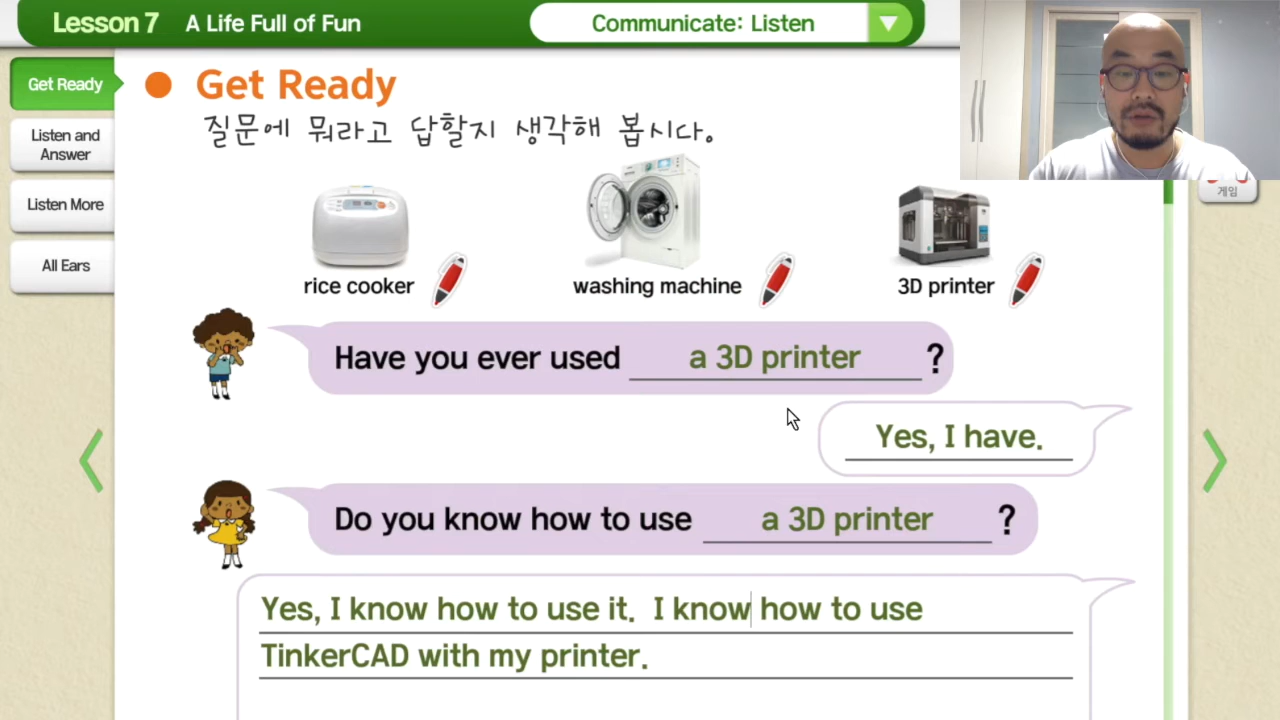 Lesson 7 A Life Full of Fun Communicate: Listen
Get Ready
Listen and
Answer
Listen More
All Ears
Get Ready
질문에 뭐라고 답할지 생각해 봅시다.
게임
rice cooker washing machine 3D printer
Have you ever used a 3D printer ?
Yes, I have.
Do you know how to use a 3D printer ?
Yes, I know how to use it. I know how to use
TinkerCAD with my printer.